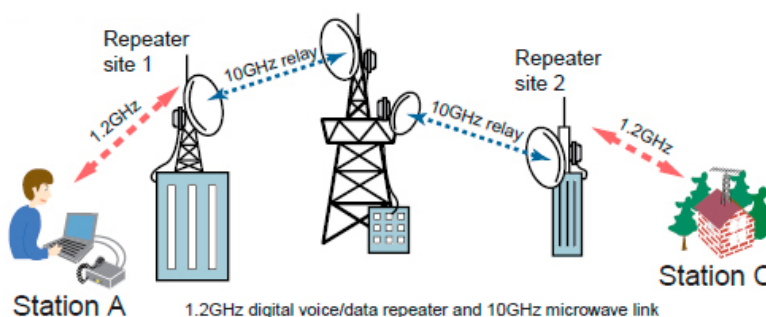 Repeater
site 1
10GHz relay
Repeater
site 2
10GHz relay
1.2GHz
1.2GHz
Station A
Station C
1.2GHz digital voice/data repeater and 10GHz microwave link